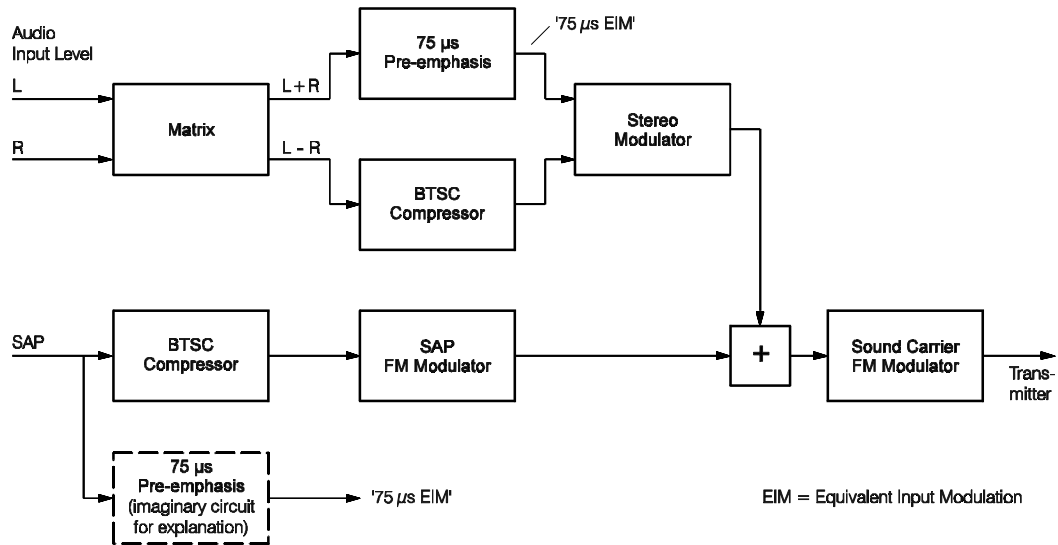 Audio
Input Level
L
R
Matrix
L+R
L - R
75 µs
Pre-emphasis
'75 µs EIM'
BTSC
Compressor
Stereo
Modulator
SAP
BTSC
Compressor
SAP
FM Modulator
+
Sound Carrier
FM Modulator
Trans-
mitter
75 µs
Pre-emphasis
(imaginary circuit
for explanation)
'75 µs EIM'
EIM = Equivalent Input Modulation